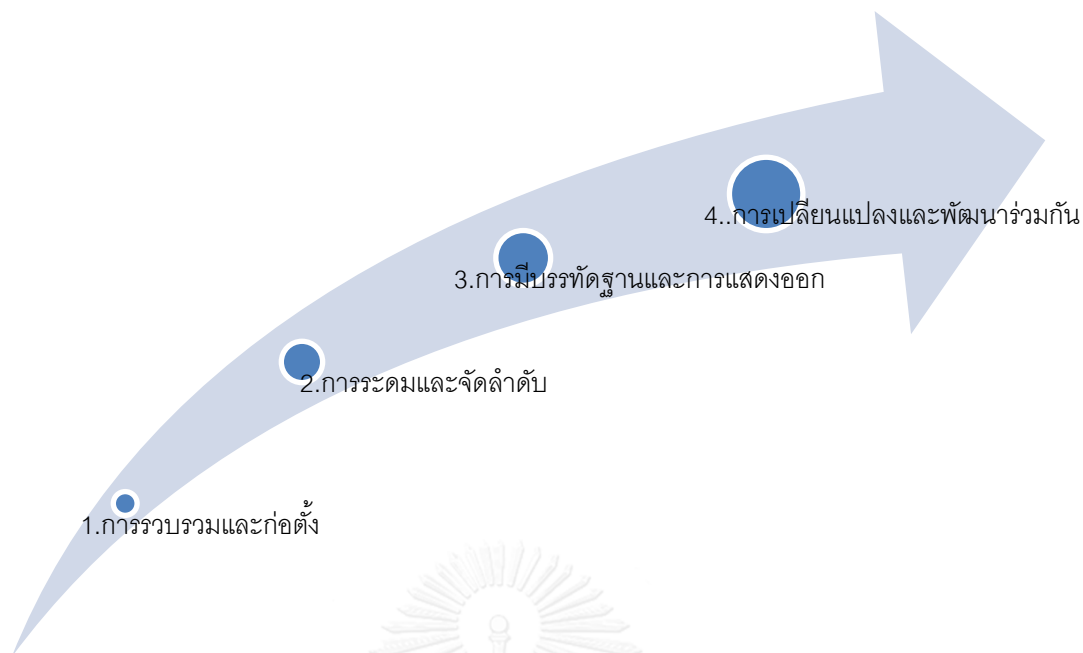 4..การเปลี่ยนแปลงและพัฒนาร่วมกัน
3.การมีบรรทัดฐานและการแสดงออก
2.การระดมและจัดลำดับ
1.การรวบรวมและก่อตั้ง